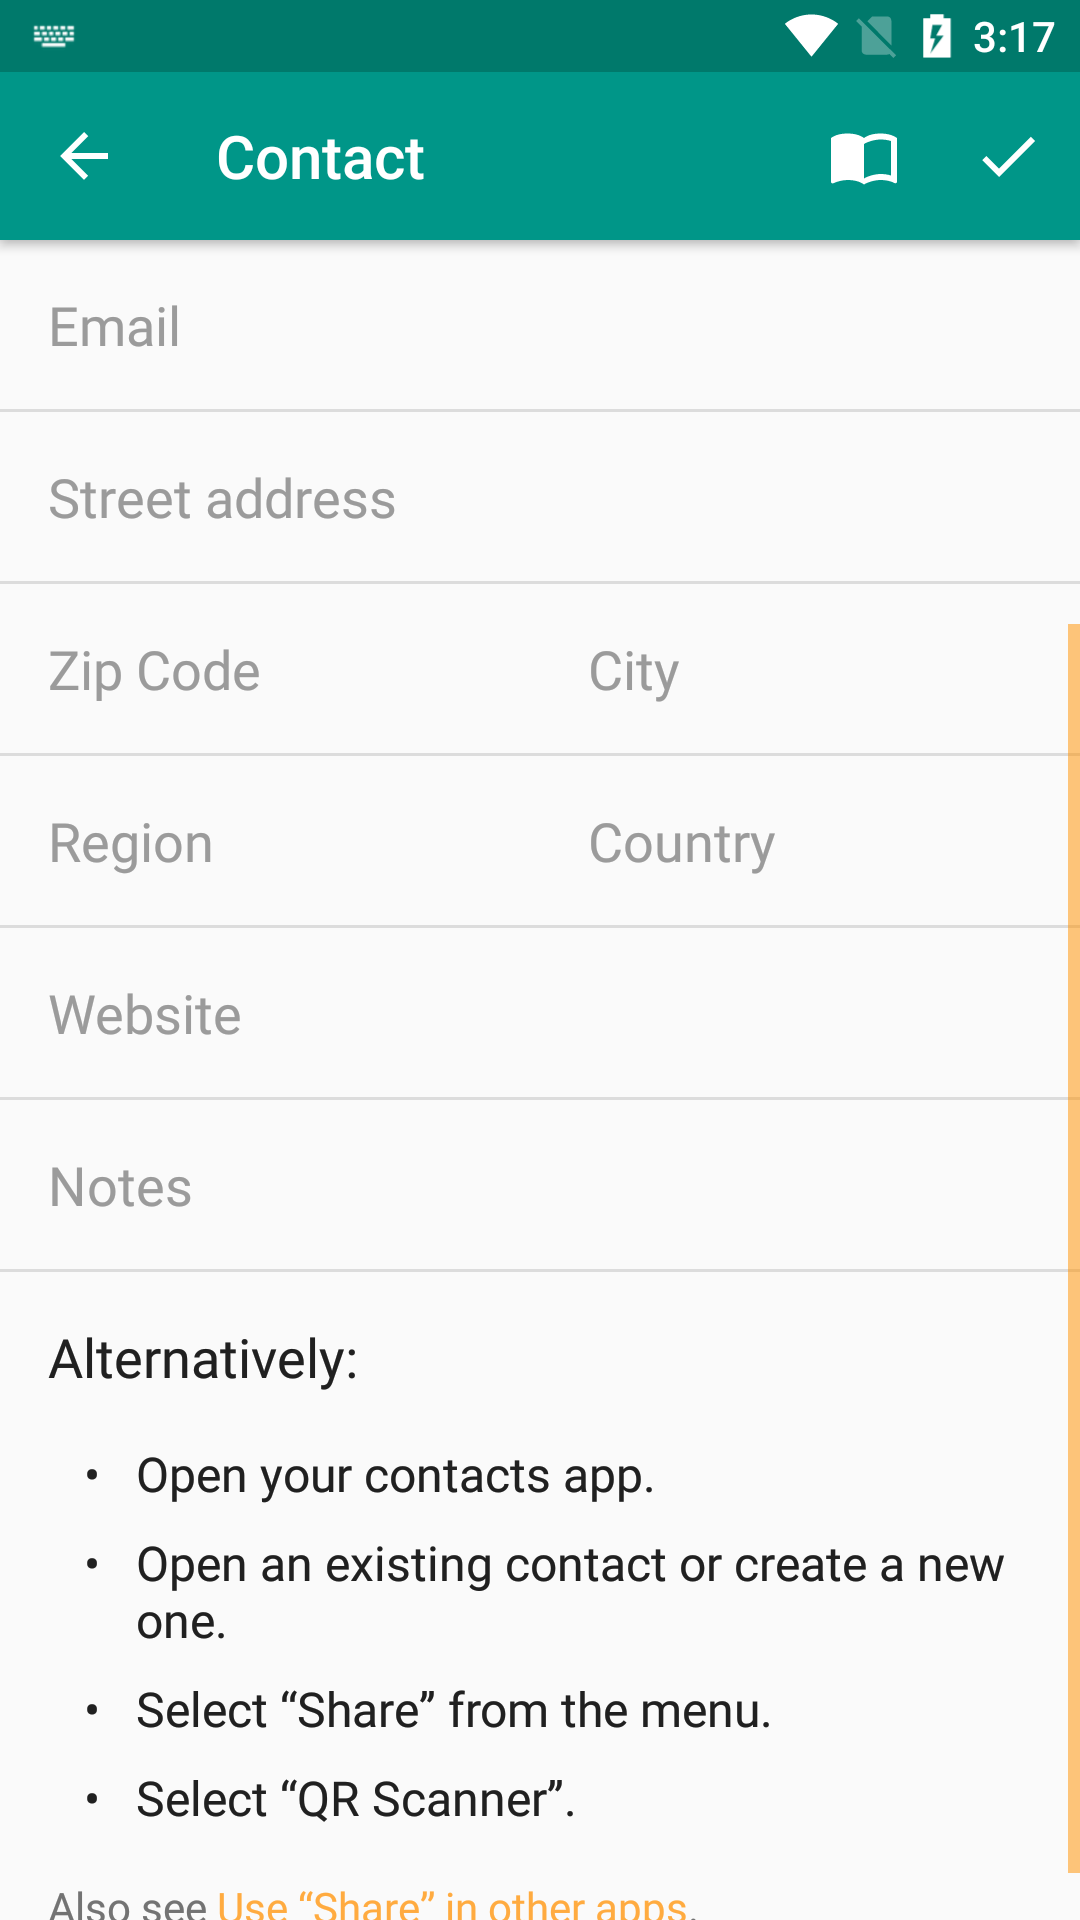 3:17
Contact
Email
Street address
Zip Code City
Region Country
Website
Notes
Alternatively:
• Open your contacts app.
• Open an existing contact or create a new
one.
• Select “Share” from the menu.
• Select “QR Scanner”.
Also see Use “Share” in other apps.